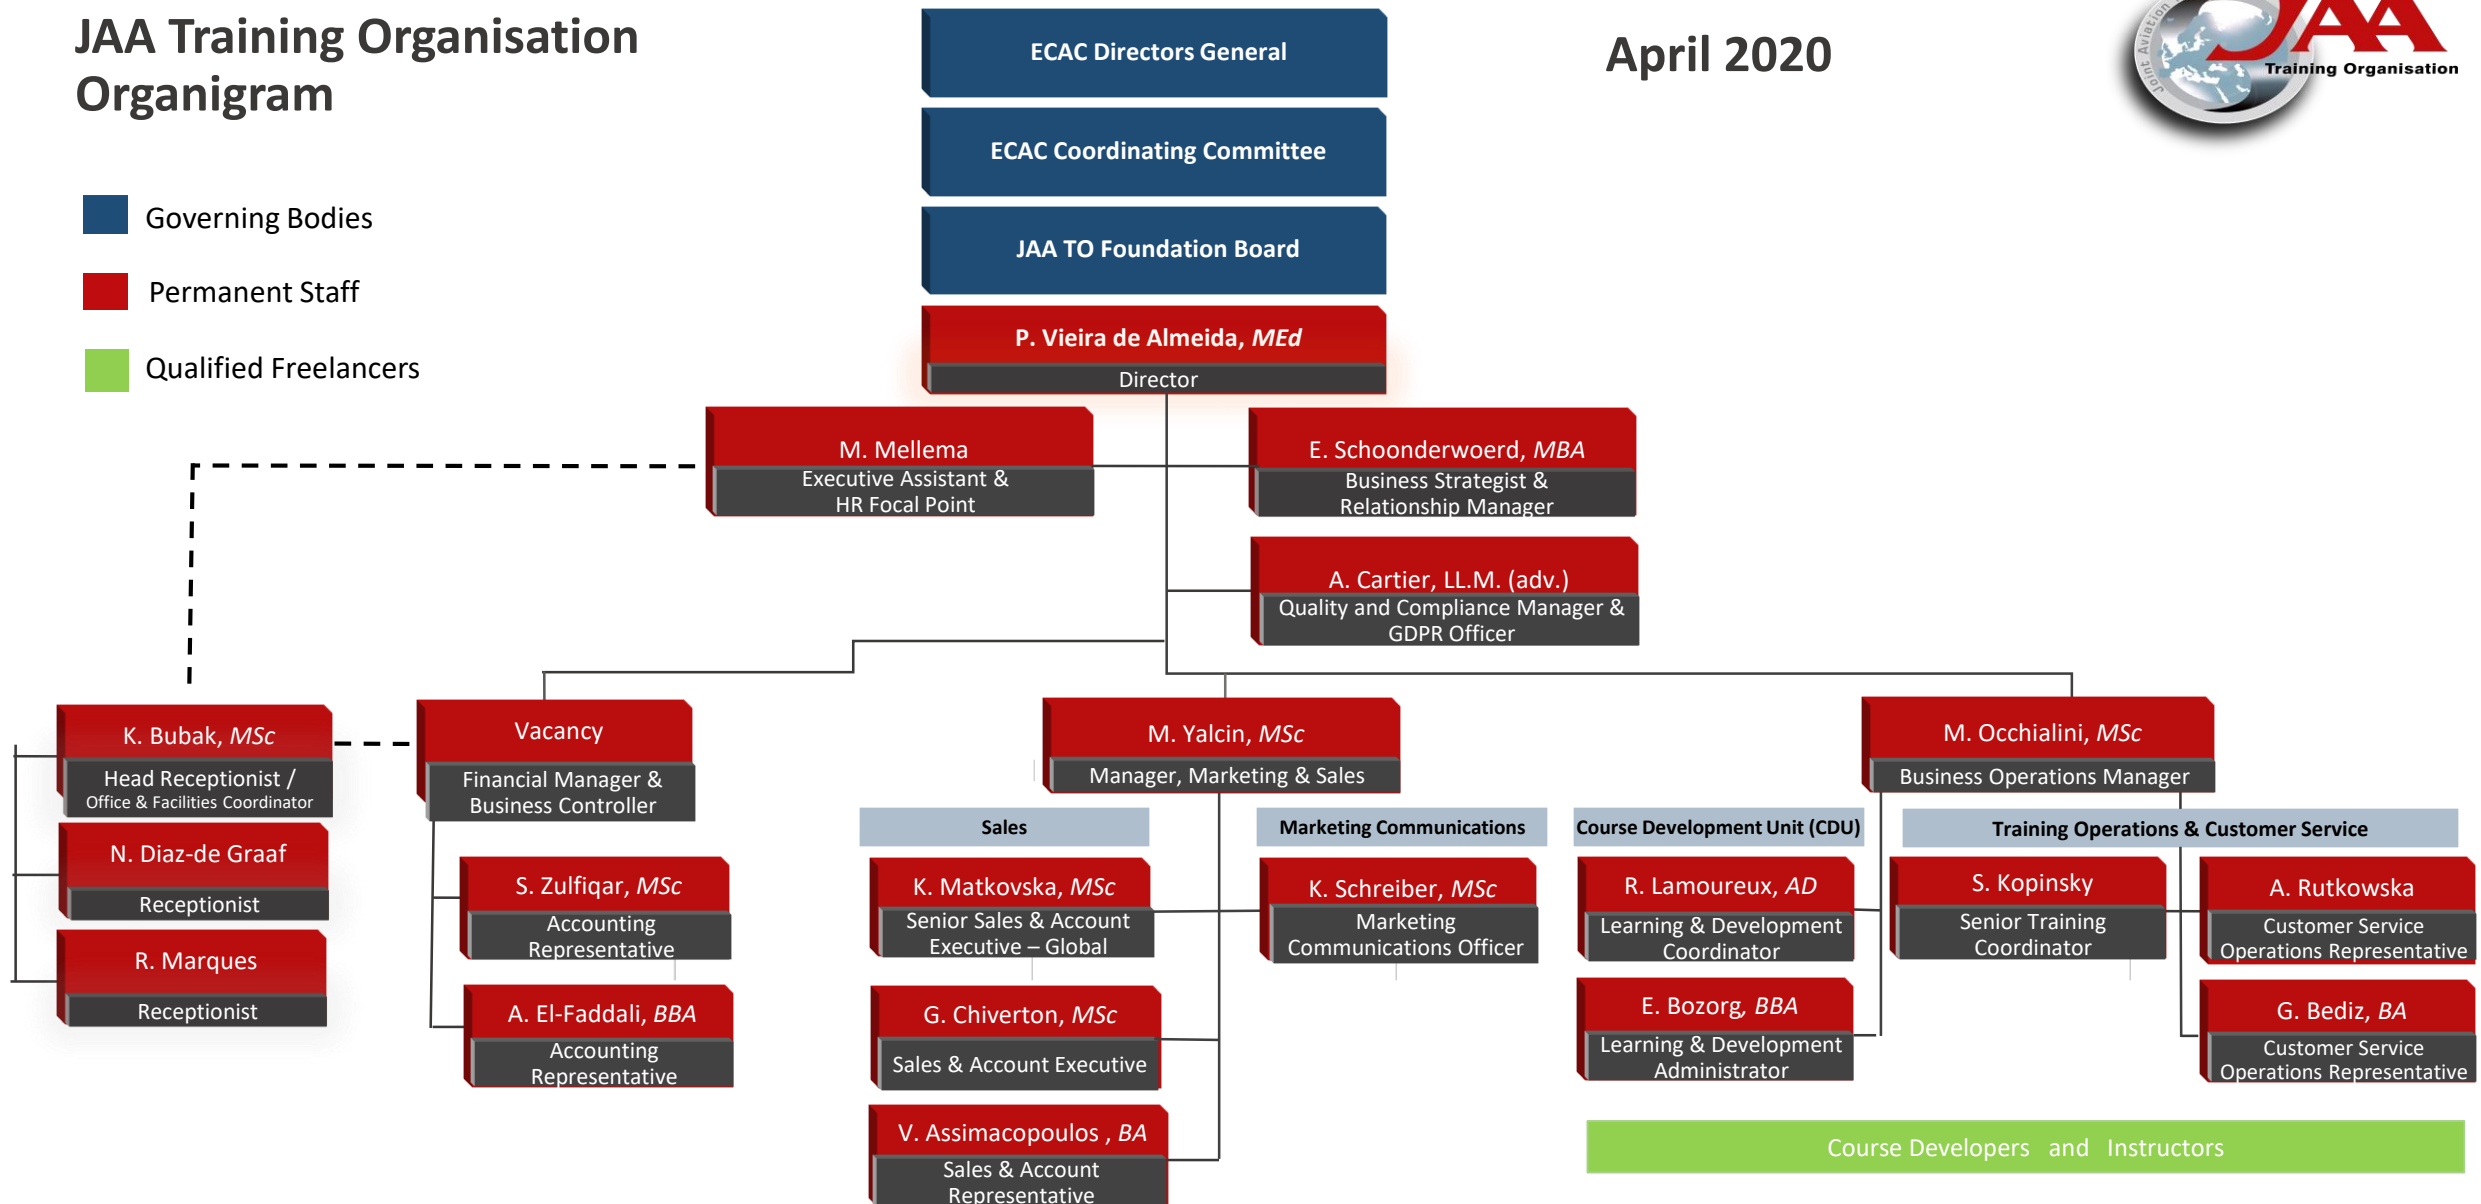 JAA Training Organisation
Organigram
April 2020
Joint Aviation
JAA
Training Organisation
Governing Bodies
Permanent Staff
Qualified Freelancers
ECAC Directors General
ECAC Coordinating Committee
JAA TO Foundation Board
P. Vieira de Almeida, MEd
Director
M. Mellema
Executive Assistant &
HR Focal Point
E. Schoonderwoerd, MBA
Business Strategist &
Relationship Manager
A. Cartier, LL.M. (adv.)
Quality and Compliance Manager &
GDPR Officer
K. Bubak, MSc
Head Receptionist /
Office & Facilities Coordinator
N. Diaz-de Graaf
Receptionist
R. Marques
Receptionist
Vacancy
Financial Manager &
Business Controller
S. Zulfiqar, MSc
Accounting
Representative
A. El-Faddali, BBA
Accounting
Representative
M. Yalcin, MSc
Manager, Marketing & Sales
Sales
K. Matkovska, MSc
Senior Sales & Account
Executive – Global
G. Chiverton, MSc
Sales & Account Executive
V. Assimacopoulos , BA
Sales & Account
Representative
Marketing Communications
K. Schreiber, MSc
Marketing
Communications Officer
M. Occhialini, MSc
Business Operations Manager
Course Development Unit (CDU)
R. Lamoureux, AD
Learning & Development
Coordinator
E. Bozorg, BBA
Learning & Development
Administrator
Training Operations & Customer Service
S. Kopinsky
Senior Training
Coordinator
A. Rutkowska
Customer Service
Operations Representative
G. Bediz, BA
Customer Service
Operations Representative
Course Developers and Instructors